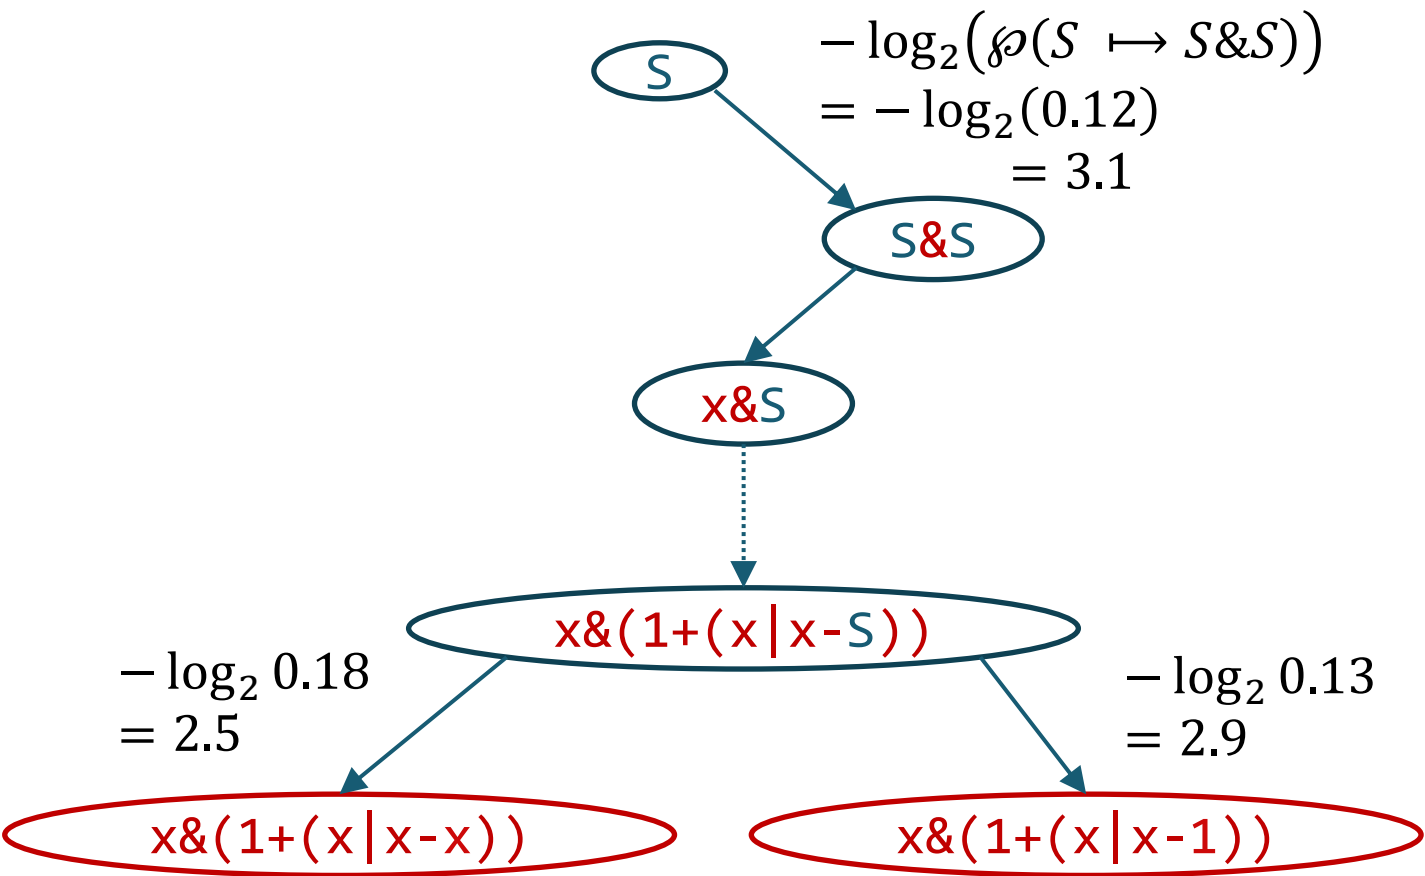 S
− log₂(℘(S ↦ S&S))
= − log₂(0.12)
= 3.1
S&S
x&S
x&(1+(x|x-S))
− log₂ 0.18
= 2.5
− log₂ 0.13
= 2.9
x&(1+(x|x-x))
x&(1+(x|x-1))